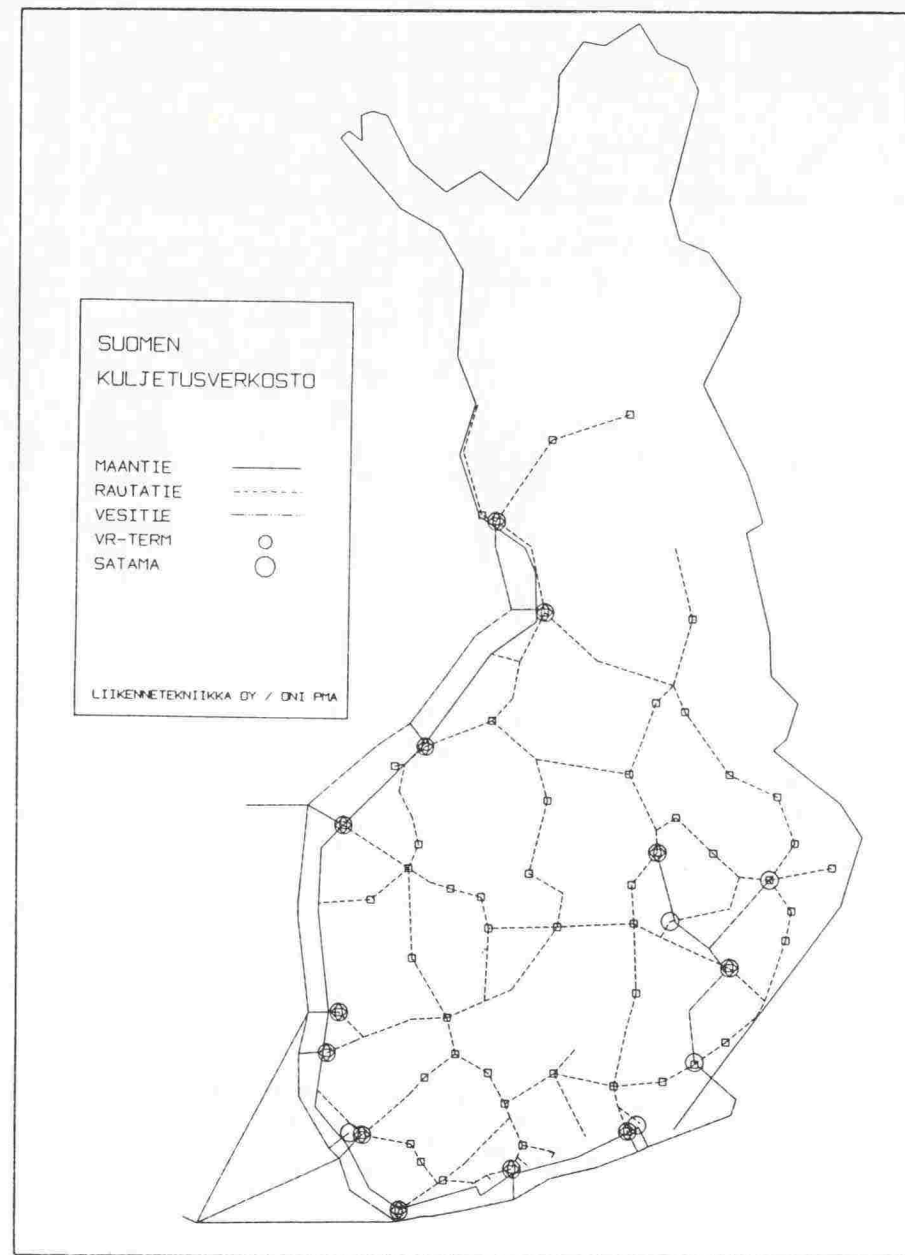 SUOMEN
KULJETUSVERKOSTO
MAANTIE
RAUTATIE
VESITIE
VR-TERM
SATAMA
LIIKENNETEKNIIKKA OY / ONI PMA